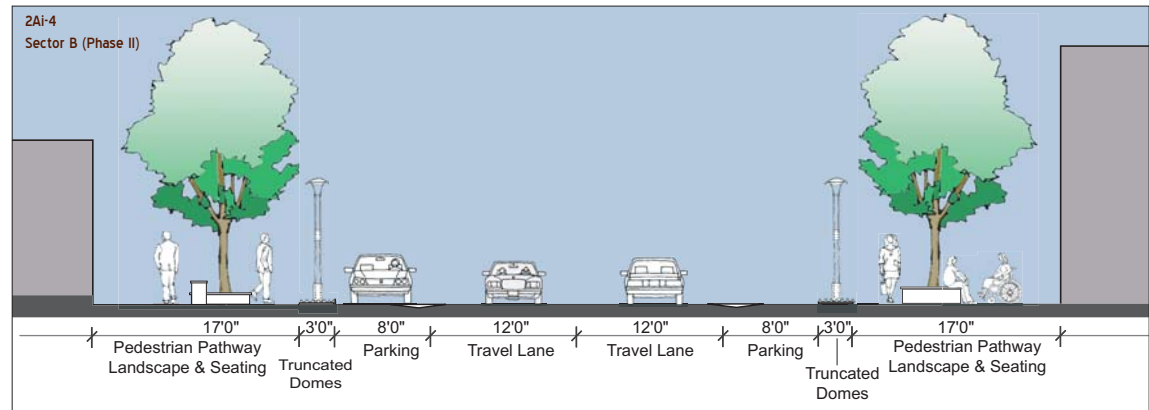 2Ai-4
Sector B (Phase II)
17'0" 3'0" 8'0" 12'0" 12'0" 8'0" 3'0" 17'0"
Pedestrian Pathway
Landscape & Seating
Truncated
Domes
Parking
Travel Lane
Travel Lane
Parking
Truncated
Domes
Pedestrian Pathway
Landscape & Seating